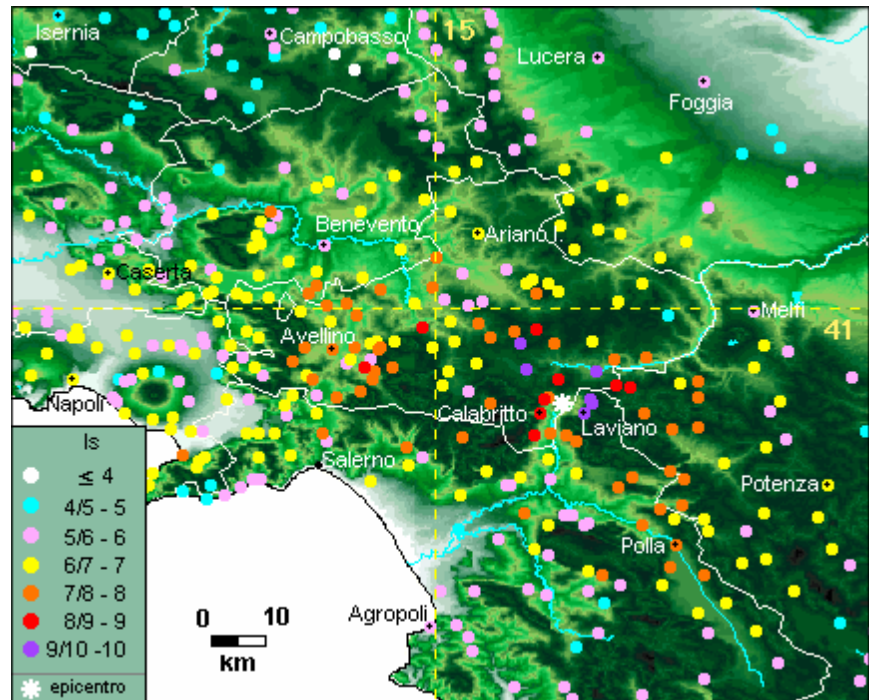 Isernia
Campobasso
15
Lucera
Foggia
Benevento
Ariano I.
Caserta
Melfi
41
Avellino
Napoli
Calabritto
Laviano
Is
≤ 4
4/5 - 5
5/6 - 6
6/7 - 7
7/8 - 8
8/9 - 9
9/10 -10
epicentro
Salerno
Potenza
Polla
Agropoli
0 10
km